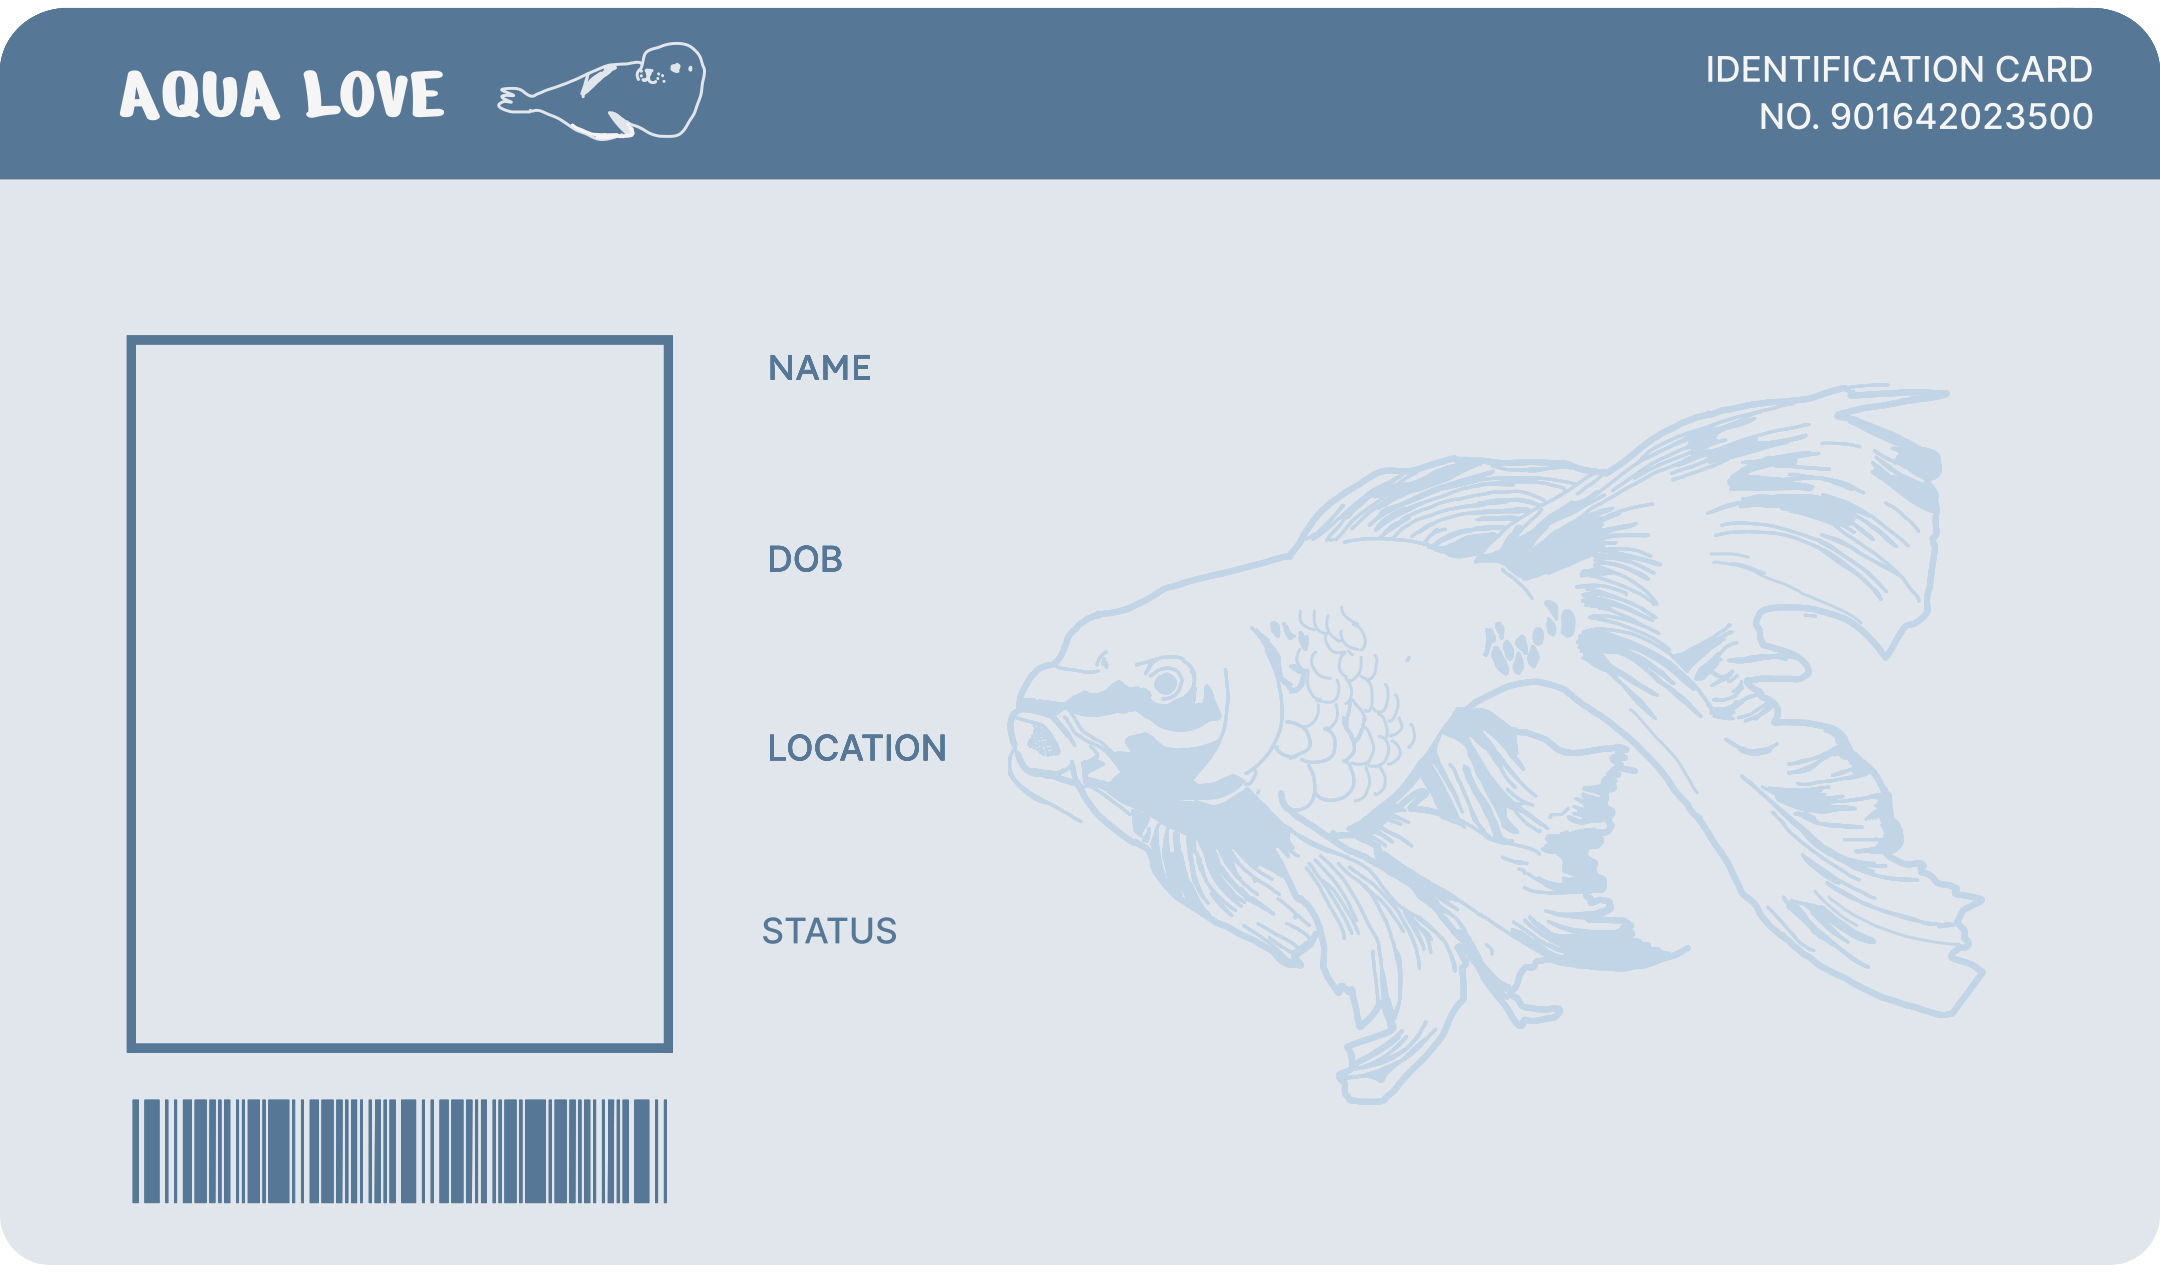 AQUA LOVE
IDENTIFICATION CARD
NO. 901642023500
NAME
DOB
LOCATION
STATUS